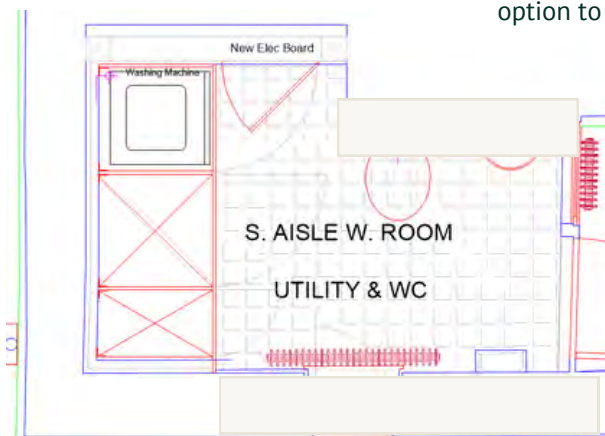 option to
New Elec Board
Washing Machine
S. AISLE W. ROOM
UTILITY & WC